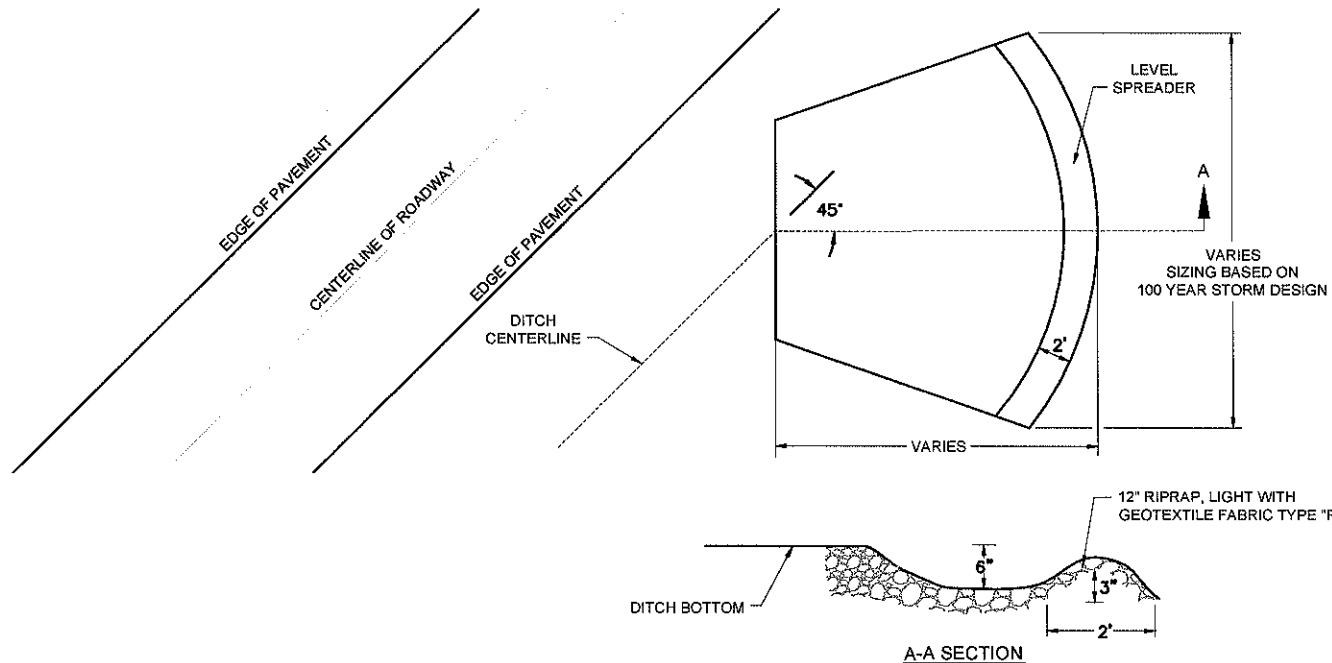 EDGE OF PAVEMENT
CENTERLINE OF ROADWAY
EDGE OF PAVEMENT
DITCH
CENTERLINE
45°
LEVEL
SPREADER
A
VARIES
SIZING BASED ON
100 YEAR STORM DESIGN
2'
VARIES
12" RIPRAP, LIGHT WITH
GEOTEXTILE FABRIC TYPE
6"
3"
DITCH BOTTOM
2'
A-A SECTION